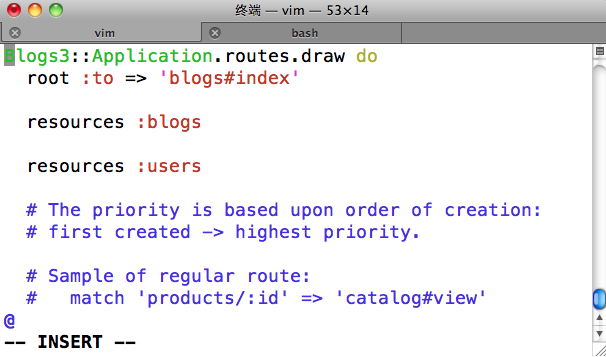 终端 — vim — 53×14
vim
bash
Blogs3::Application.routes.draw do
  root :to => 'blogs#index'
  resources :blogs
  resources :users
  # The priority is based upon order of creation:
  # first created -> highest priority.
  # Sample of regular route:
  #   match 'products/:id' => 'catalog#view'
@
-- INSERT --